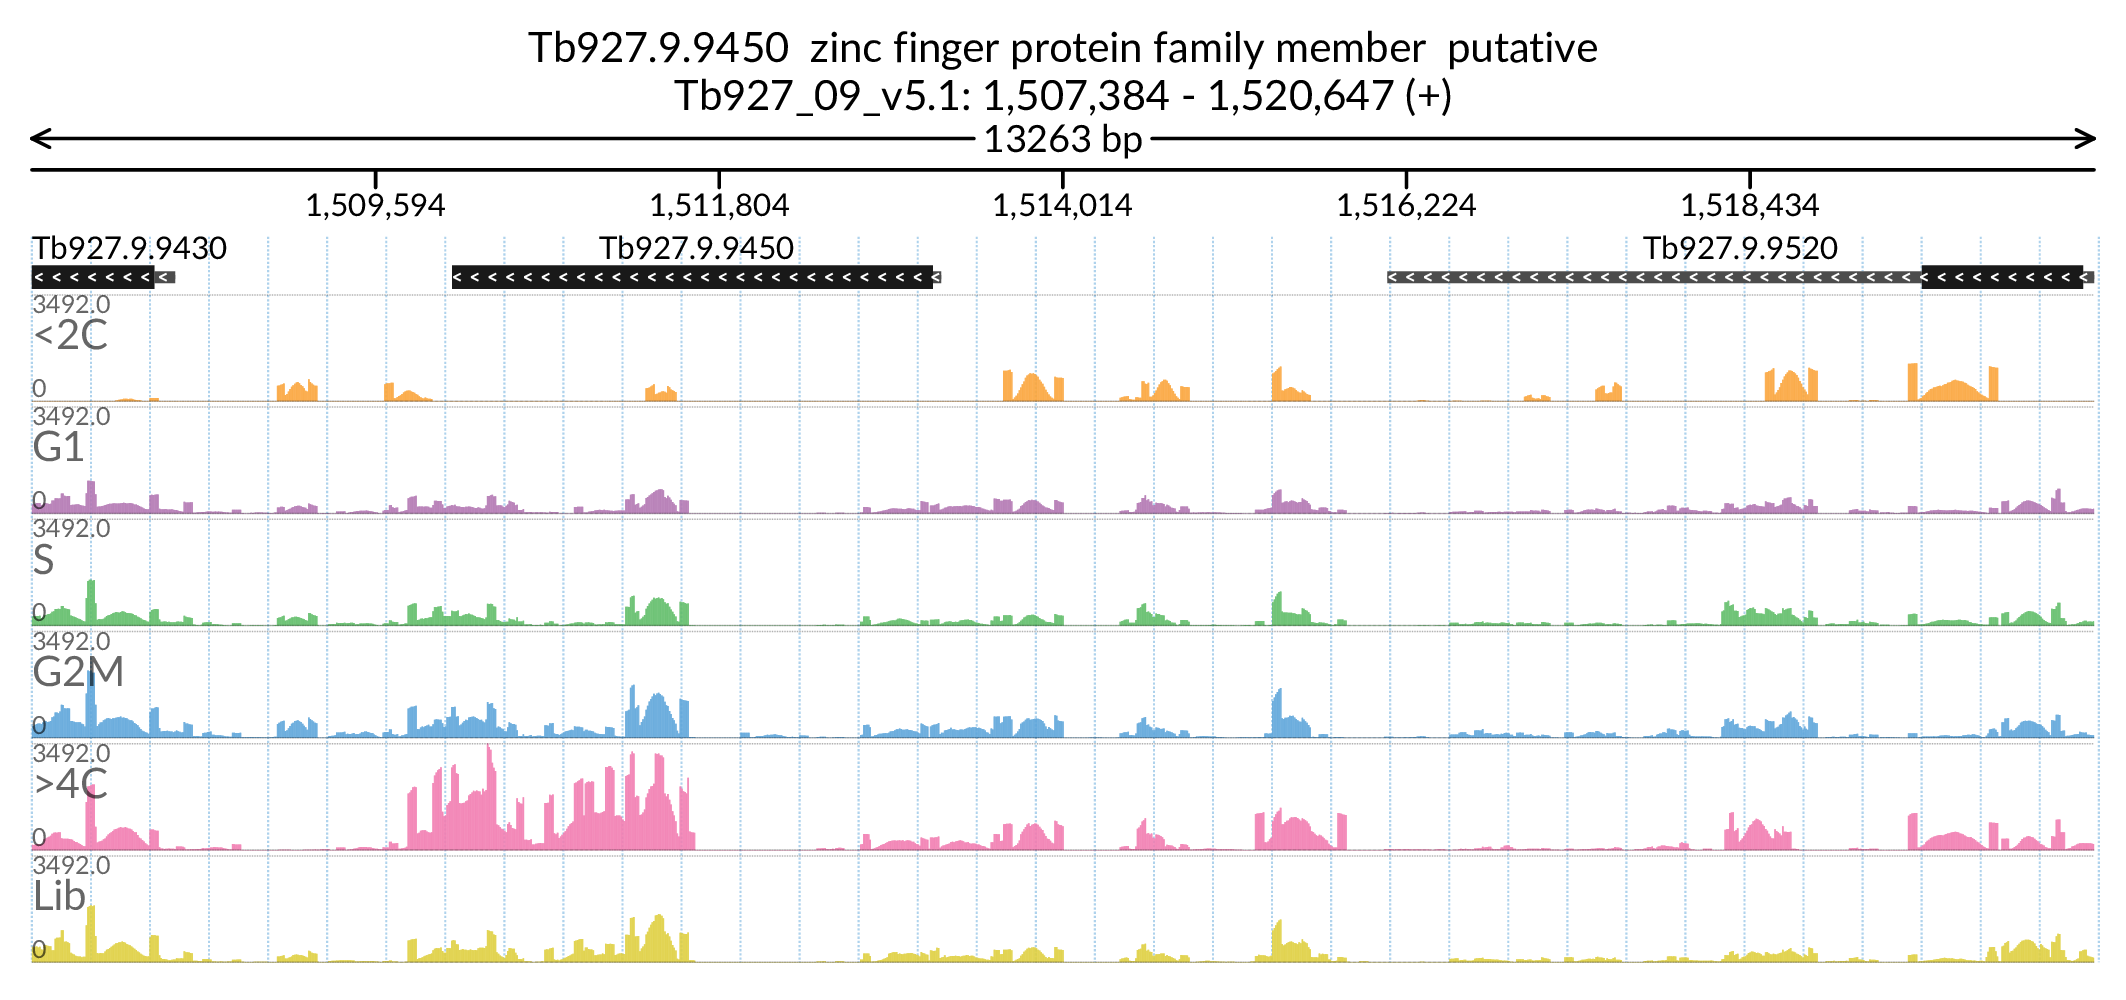 Tb927.9.9450 zinc finger protein family member putative
Tb927_09_v5.1: 1,507,384 - 1,520,647 (+)
13263 bp
1,509,594 1,511,804 1,514,014 1,516,224 1,518,434
Tb927.9.9430 Tb927.9.9450 Tb927.9.9520
3492.0
<2C
0
3492.0
G1
0
3492.0
S
0
3492.0
G2M
0
3492.0
>4C
0
3492.0
Lib
0